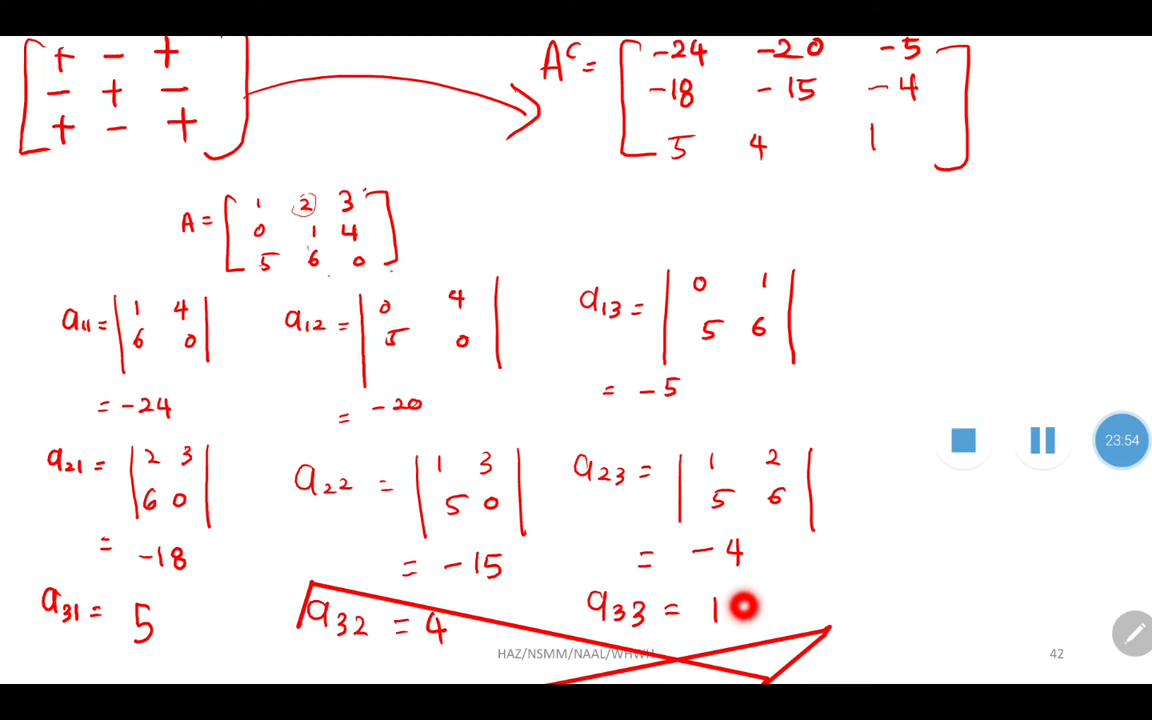 + - +
- + -
+ - +
Aᶜ = [ -24 -20 -5
-18 -15 -4
5 4 1 ]
A = [ 1 2 3
0 1 4
5 6 0 ]
a₁₁ = | 1 4 | a₁₂ = | 0 4 | a₁₃ = | 0 1 |
| 6 0 | | 5 0 | | 5 6 |
= -24 = -20 = -5
a₂₁ = | 2 3 | a₂₂ = | 1 3 | a₂₃ = | 1 2 |
| 6 0 | | 5 0 | | 5 6 |
= -18 = -15 = -4
a₃₁ = 5 a₃₂ = 4 a₃₃ = 1
23:54
HAZ/NSMM/NAAL/WHWH
42